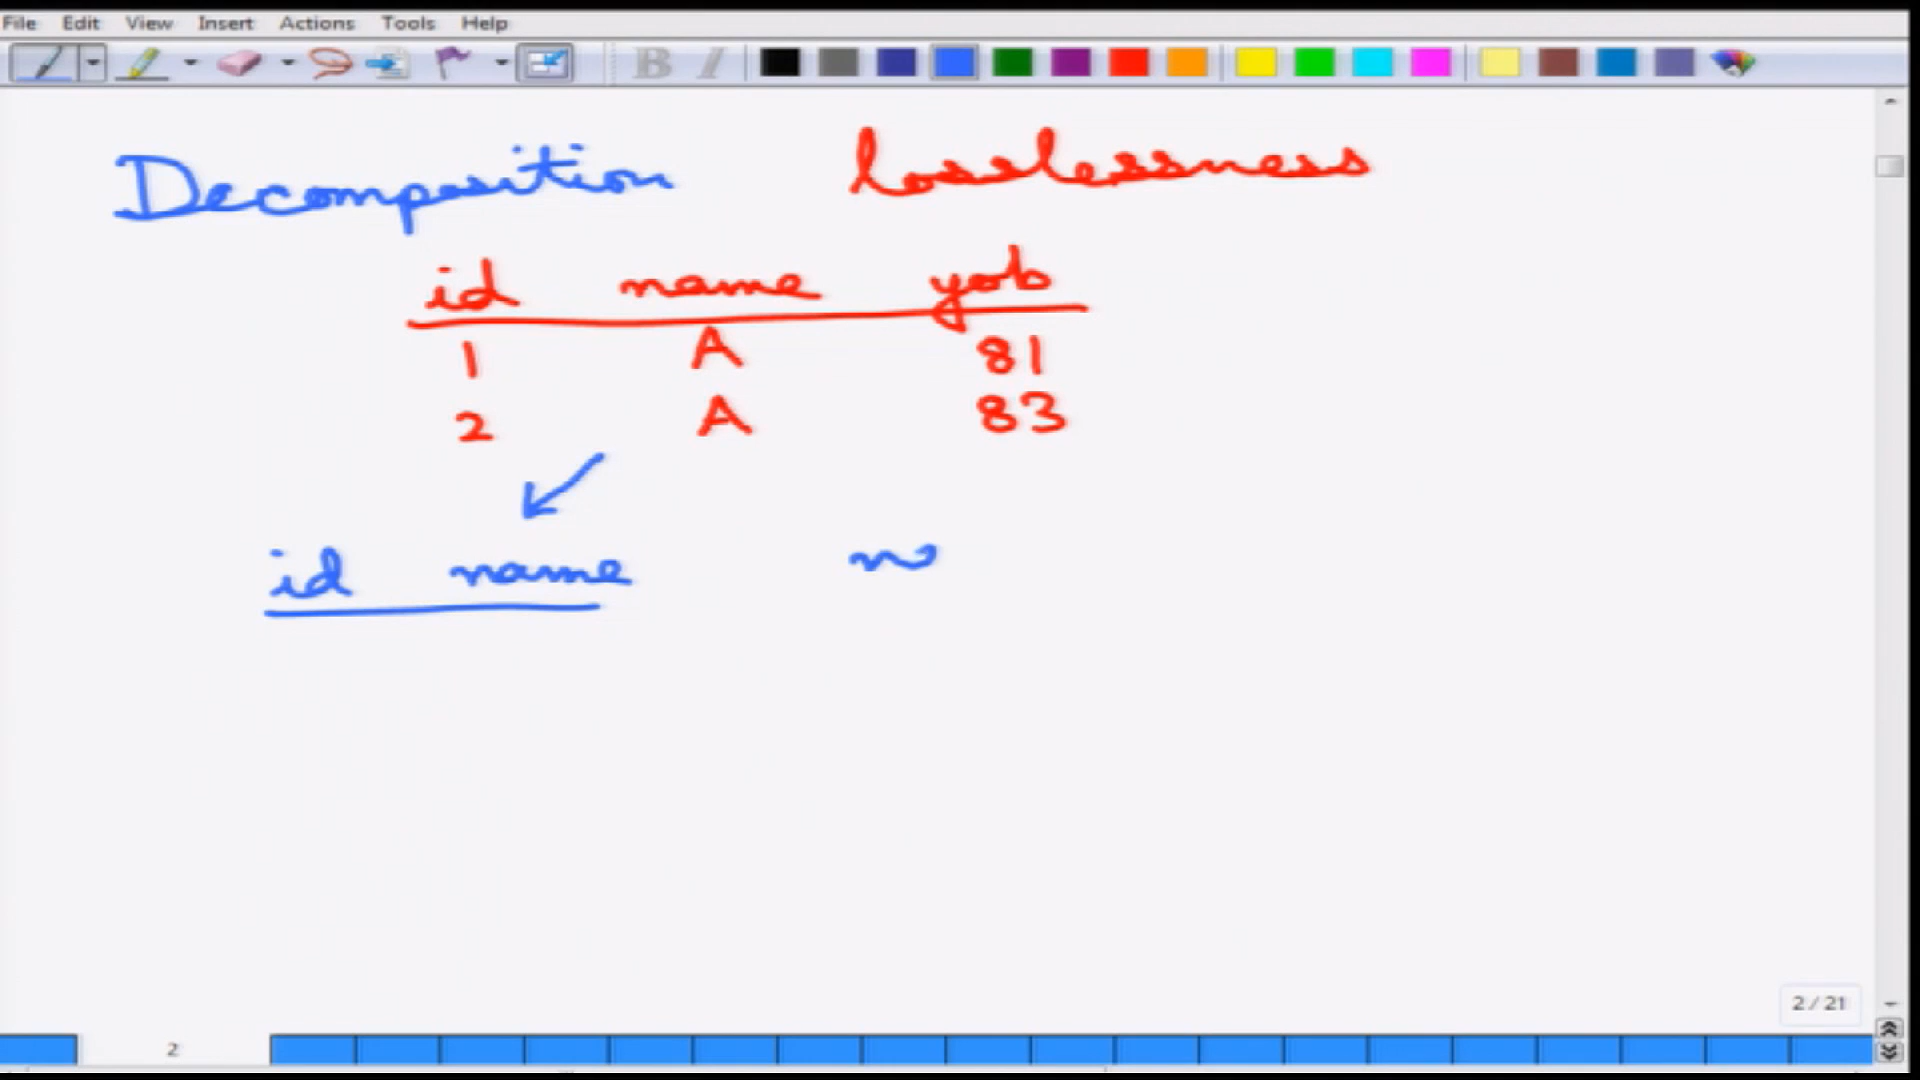 File Edit View Insert Actions Tools Help
B I
Decomposition losslessness
id name yob
1 A 81
2 A 83
id name
2 / 21
2